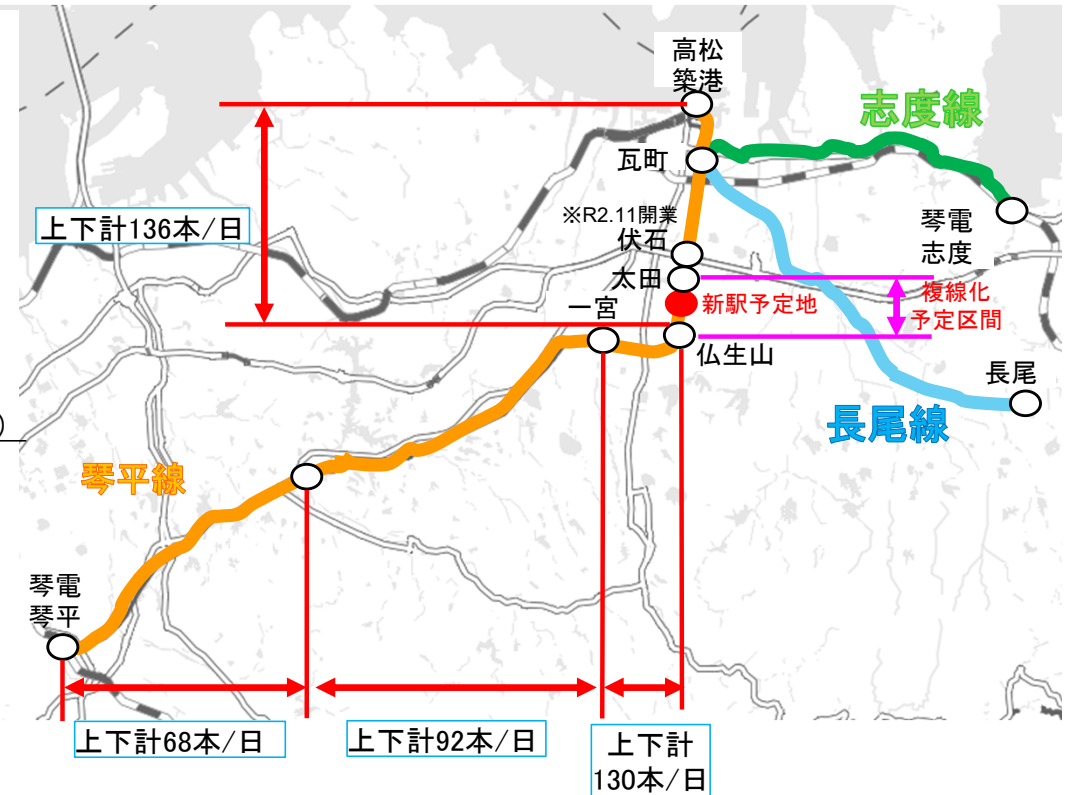 高松
築港
志度線
瓦町
上下計136本/日
※R2.11開業
伏石
琴電
志度
太田
複線化
予定区間
新駅予定地
一宮
仏生山
長尾
長尾線
琴平線
琴電
琴平
上下計68本/日
上下計92本/日
上下計
130本/日